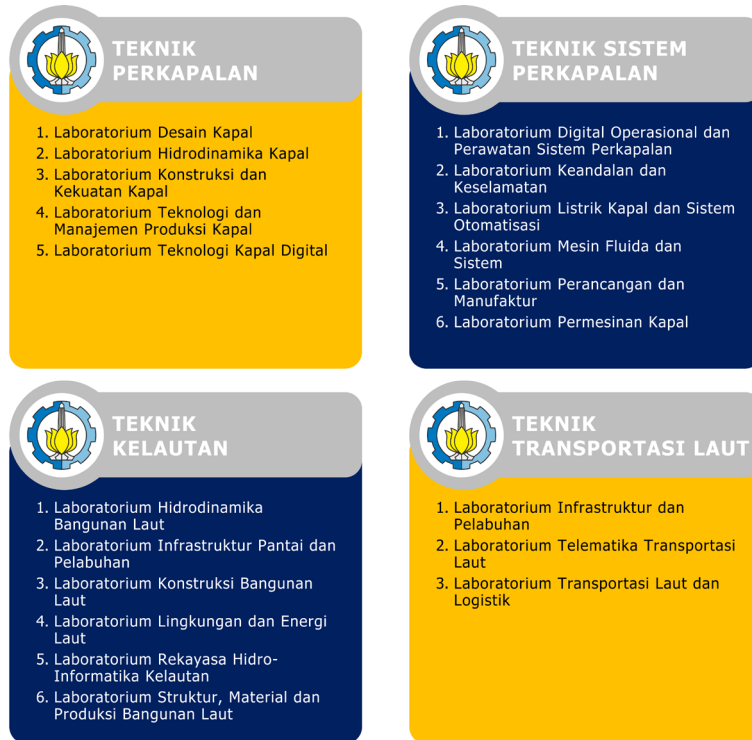 TEKNIK
PERKAPALAN
1. Laboratorium Desain Kapal
2. Laboratorium Hidrodinamika Kapal
3. Laboratorium Konstruksi dan
Kekuatan Kapal
4. Laboratorium Teknologi dan
Manajemen Produksi Kapal
5. Laboratorium Teknologi Kapal Digital
TEKNIK SISTEM
PERKAPALAN
1. Laboratorium Digital Operasional dan
Perawatan Sistem Perkapalan
2. Laboratorium Keandalan dan
Keselamatan
3. Laboratorium Listrik Kapal dan Sistem
Otomatisasi
4. Laboratorium Mesin Fluida dan
Sistem
5. Laboratorium Perancangan dan
Manufaktur
6. Laboratorium Permesinan Kapal
TEKNIK
KELAUTAN
1. Laboratorium Hidrodinamika
Bangunan Laut
2. Laboratorium Infrastruktur Pantai dan
Pelabuhan
3. Laboratorium Konstruksi Bangunan
Laut
4. Laboratorium Lingkungan dan Energi
Laut
5. Laboratorium Rekayasa Hidro-
Informatika Kelautan
6. Laboratorium Struktur, Material dan
Produksi Bangunan Laut
TEKNIK
TRANSPORTASI LAUT
1. Laboratorium Infrastruktur dan
Pelabuhan
2. Laboratorium Telematika Transportasi
Laut
3. Laboratorium Transportasi Laut dan
Logistik